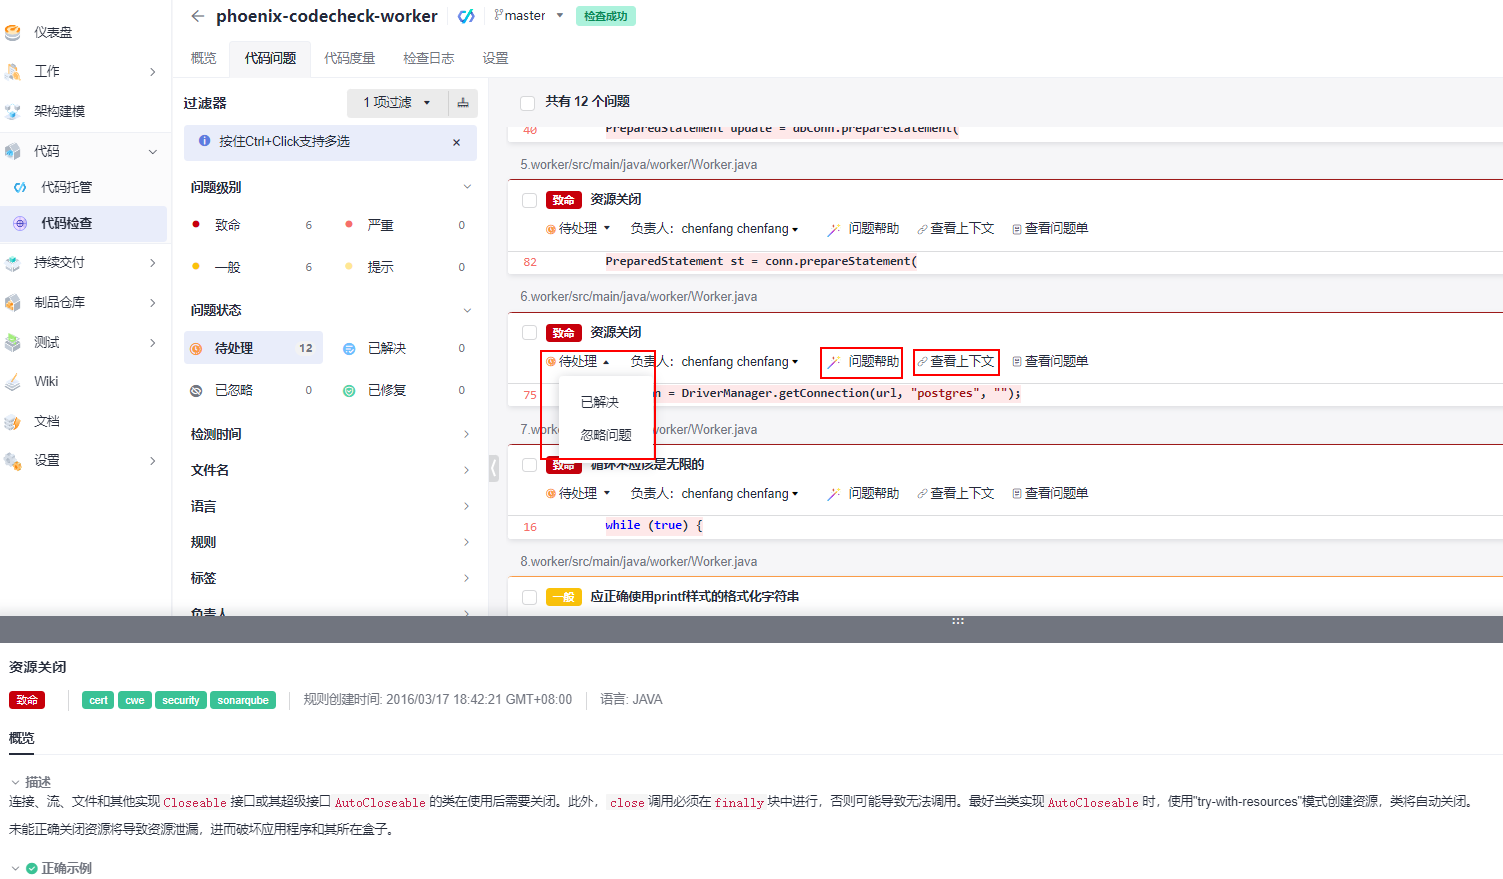 仪表盘
工作
架构建模
代码
代码托管
代码检查
持续交付
制品仓库
测试
Wiki
文档
设置
phoenix-codecheck-worker
master
检查成功
概览 代码问题 代码度量 检查日志 设置
过滤器 1 项过滤
按住Ctrl+Click支持多选 ×
问题级别
致命 6 严重 0
一般 6 提示 0
问题状态
待处理 12 已解决 0
已忽略 0 已修复 0
检测时间
文件名
语言
规则
标签
负责人
共有 12 个问题
40 PreparedStatement update = dbConn.prepareStatement(
5.worker/src/main/java/worker/Worker.java
致命 资源关闭
待处理 负责人: chenfang chenfang 问题帮助 查看上下文 查看问题单
82 PreparedStatement st = conn.prepareStatement(
6.worker/src/main/java/worker/Worker.java
致命 资源关闭
待处理 负责人: chenfang chenfang 问题帮助 查看上下文 查看问题单
已解决
忽略问题
75 n = DriverManager.getConnection(url, "postgres", "");
7.worker/src/main/java/worker/Worker.java
致命 循环不应该是无限的
待处理 负责人: chenfang chenfang 问题帮助 查看上下文 查看问题单
16 while (true) {
8.worker/src/main/java/worker/Worker.java
一般 应正确使用printf样式的格式化字符串
资源关闭
致命 cert cwe security sonarqube 规则创建时间: 2016/03/17 18:42:21 GMT+08:00 语言: JAVA
概览
描述
连接、流、文件和其他实现 Closeable 接口或其超级接口 AutoCloseable 的类在使用后需要关闭。此外，close 调用必须在 finally 块中进行，否则可能导致无法调用。最好当类实现 AutoCloseable 时，使用"try-with-resources"模式创建资源，类将自动关闭。
未能正确关闭资源将导致资源泄漏，进而破坏应用程序和其所在盒子。
正确示例